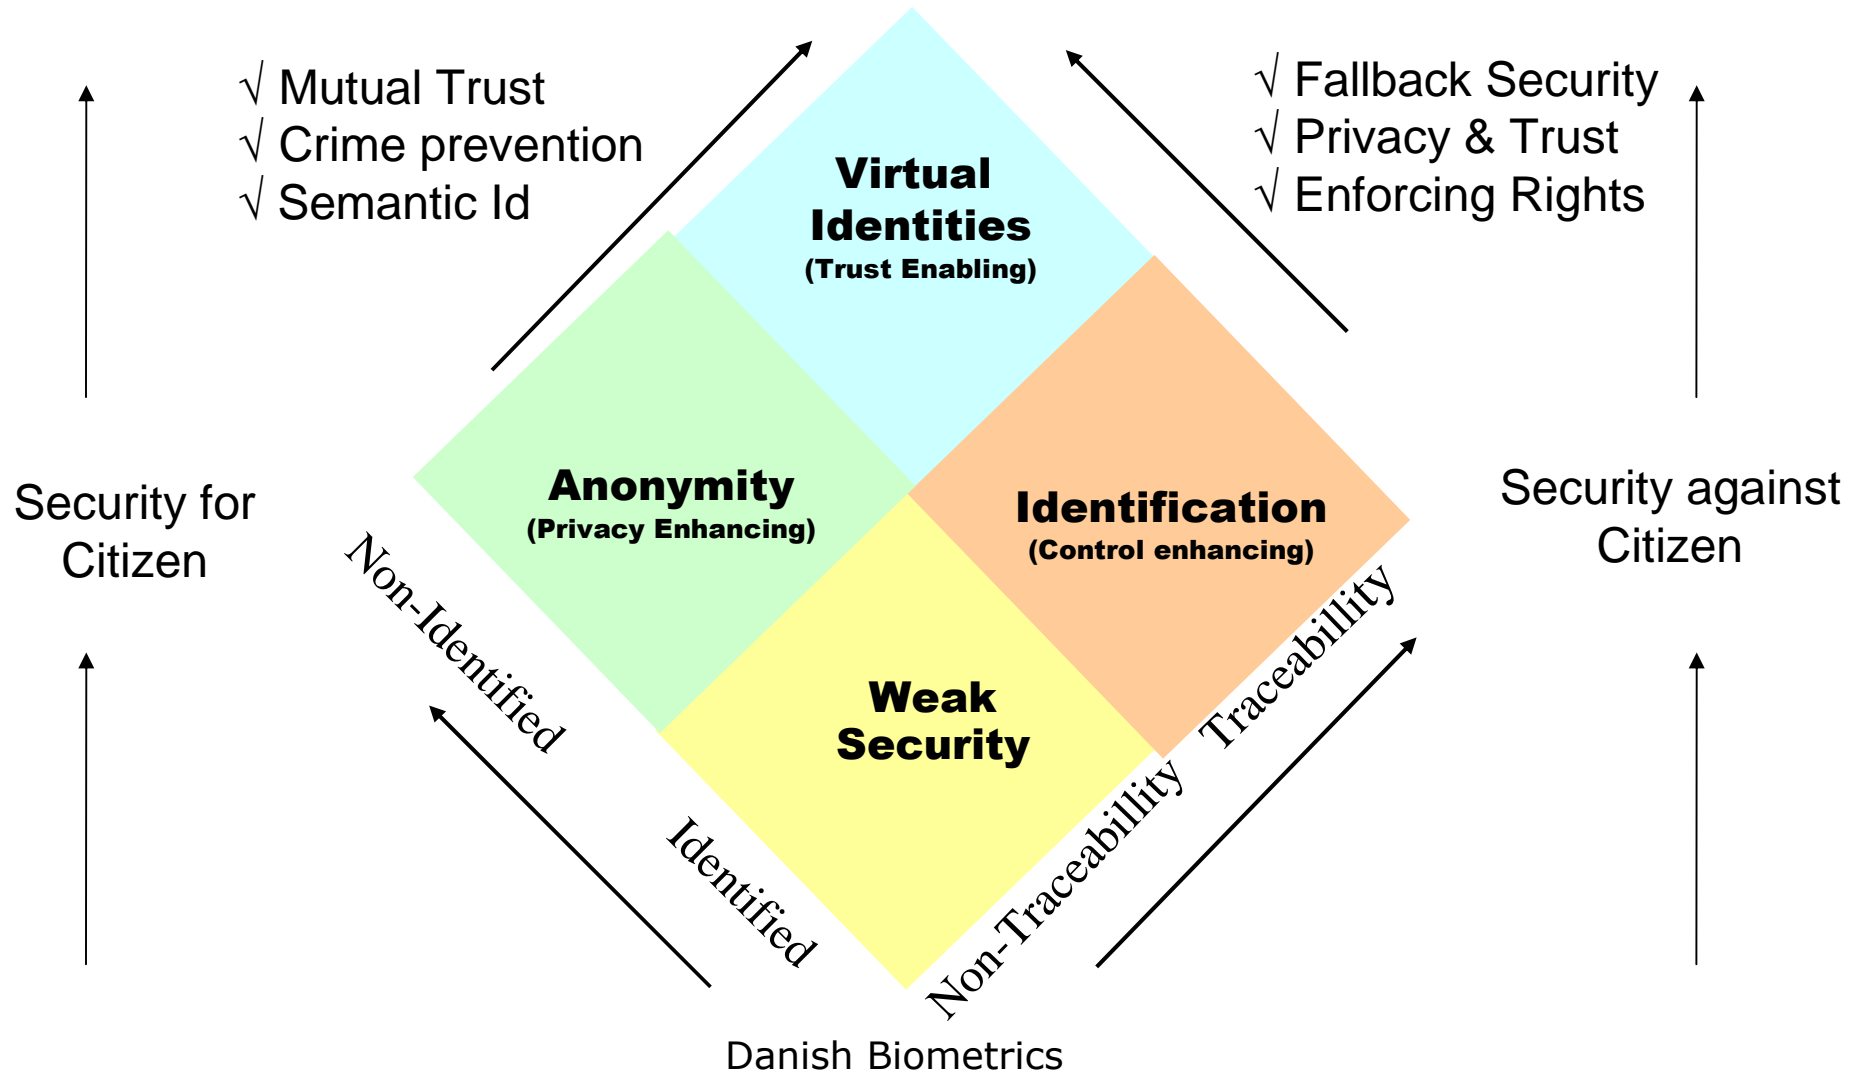 √ Mutual Trust
√ Crime prevention
√ Semantic Id
√ Fallback Security
√ Privacy & Trust
√ Enforcing Rights
Virtual
Identities
(Trust Enabling)
Security for
Citizen
Anonymity
(Privacy Enhancing)
Identification
(Control enhancing)
Security against
Citizen
Non-Identified
Traceabillity
Weak
Security
Identified
Non-Traceabillity
Danish Biometrics